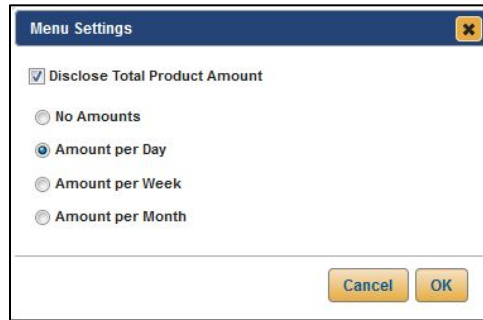 Menu Settings
Disclose Total Product Amount
No Amounts
Amount per Day
Amount per Week
Amount per Month
Cancel OK